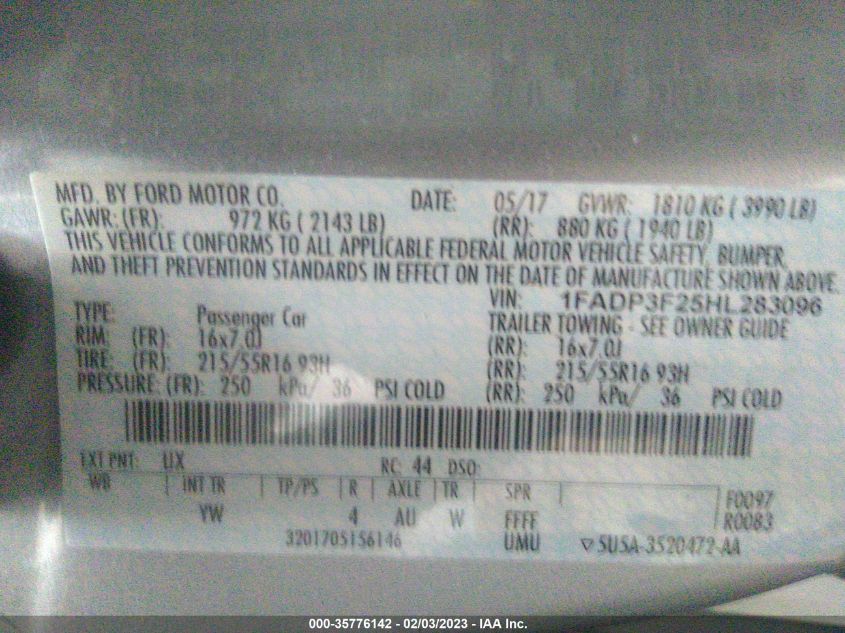 MFD. BY FORD MOTOR CO. DATE: 05/17 GVWR: 1810 KG ( 3990 LB)
GAWR: (FR): 972 KG ( 2143 LB) (RR): 880 KG ( 1940 LB)
THIS VEHICLE CONFORMS TO ALL APPLICABLE FEDERAL MOTOR VEHICLE SAFETY, BUMPER,
AND THEFT PREVENTION STANDARDS IN EFFECT ON THE DATE OF MANUFACTURE SHOWN ABOVE.
VIN: 1FADP3F25HL283096
TYPE: Passenger Car TRAILER TOWING - SEE OWNER GUIDE
RIM: (FR): 16x7.0J (RR): 16x7.0J
TIRE: (FR): 215/55R16 93H (RR): 215/55R16 93H
PRESSURE: (FR): 250 kPa/ 36 PSI COLD (RR): 250 kPa/ 36 PSI COLD
EXT PNT: UX RC: 44 DSO:
WB INT TR TP/PS R AXLE TR SPR F0097
YW 4 AU W FFFF R0083
3201705156146 UMU ▽5U5A-3520472-AA
000-35776142 - 02/03/2023 - IAA Inc.